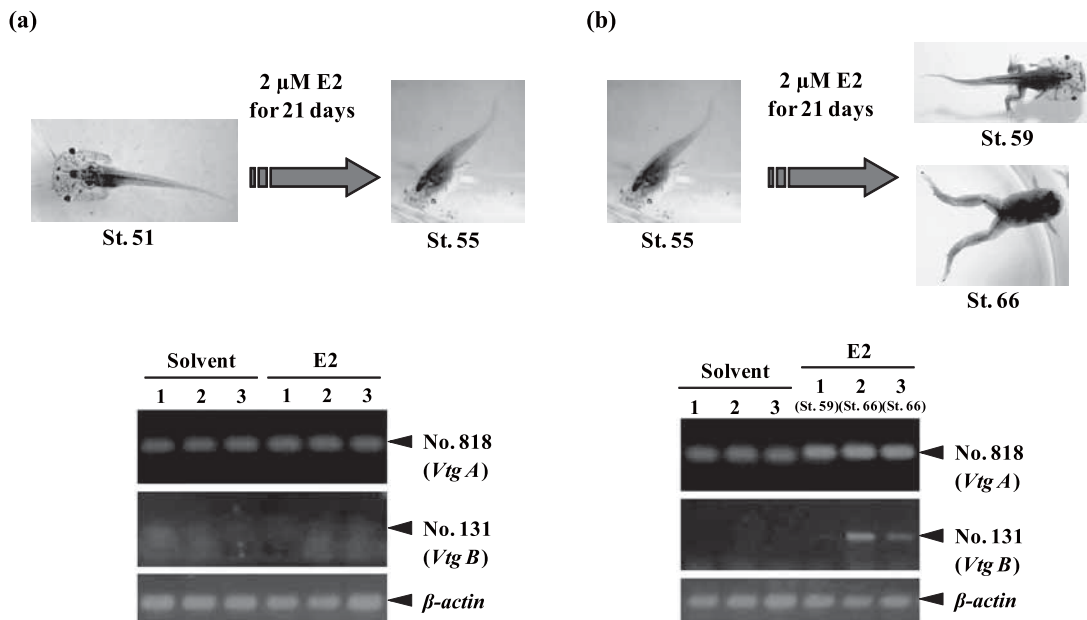 (a)
2 μM E2
for 21 days
St. 51
St. 55
Solvent
E2
1 2 3 1 2 3
No. 818
(Vtg A)
No. 131
(Vtg B)
β-actin
(b)
2 μM E2
for 21 days
St. 55
St. 59
St. 66
E2
Solvent
1 2 3
1 2 3
(St. 59) (St. 66) (St. 66)
No. 818
(Vtg A)
No. 131
(Vtg B)
β-actin